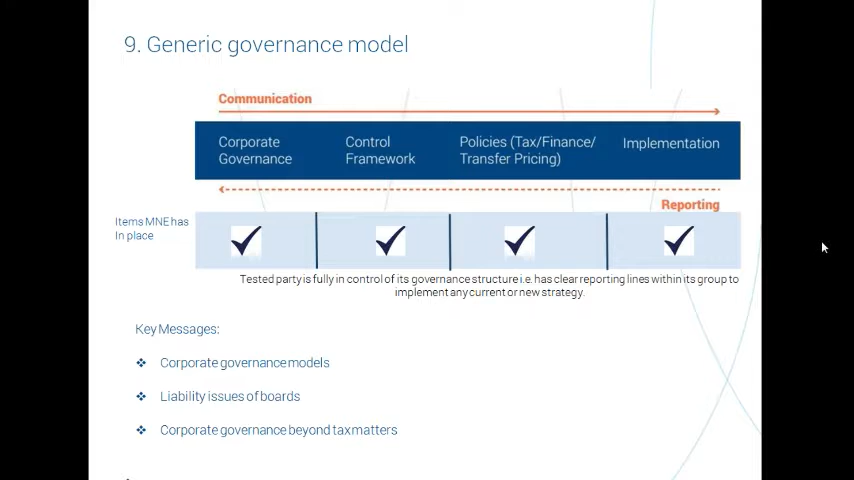 9. Generic governance model
Communication
Corporate
Governance
Control
Framework
Policies (Tax/Finance/
Transfer Pricing)
Implementation
Reporting
Items MNE has
In place
Tested party is fully in control of its governance structure i.e. has clear reporting lines within its group to
implement any current or new strategy.
Key Messages:
Corporate governance models
Liability issues of boards
Corporate governance beyond tax matters